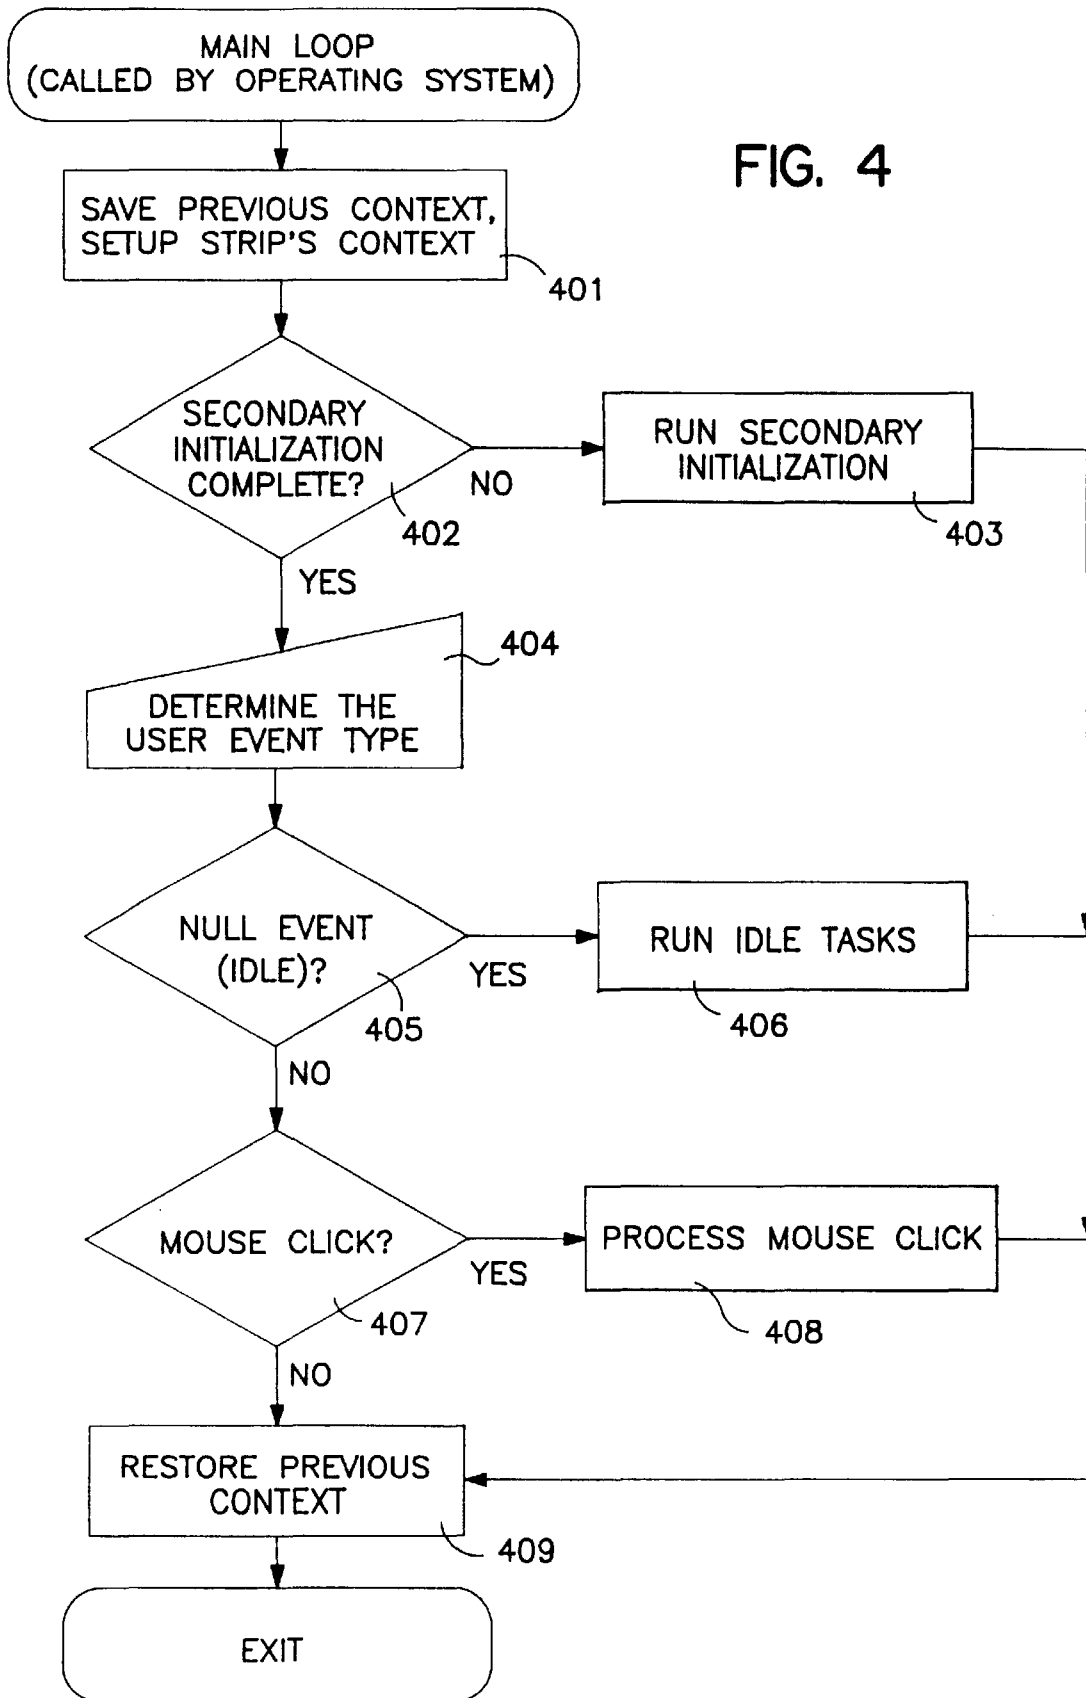 MAIN LOOP
(CALLED BY OPERATING SYSTEM)
FIG. 4
SAVE PREVIOUS CONTEXT,
SETUP STRIP'S CONTEXT
401
SECONDARY
INITIALIZATION
COMPLETE?
NO
402
RUN SECONDARY
INITIALIZATION
403
YES
404
DETERMINE THE
USER EVENT TYPE
NULL EVENT
(IDLE)?
YES
405
RUN IDLE TASKS
406
NO
MOUSE CLICK?
YES
407
PROCESS MOUSE CLICK
408
NO
RESTORE PREVIOUS
CONTEXT
409
EXIT